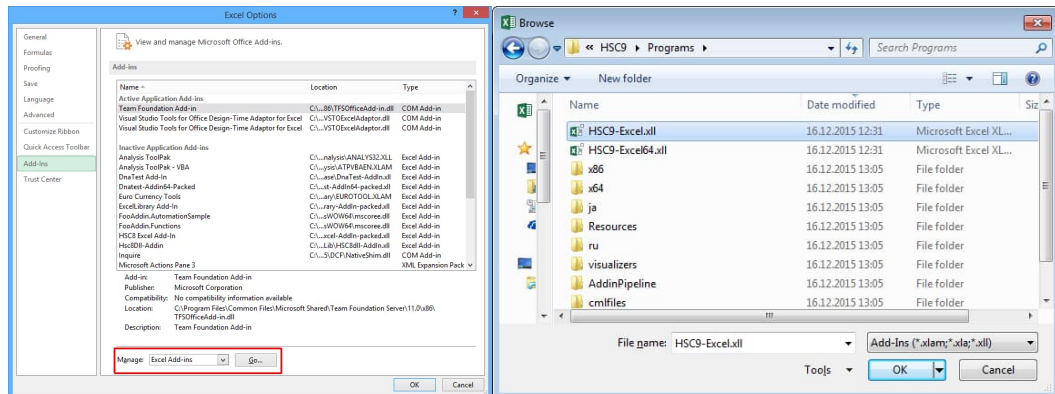 Excel Options
? ×
General
Formulas
Proofing
Save
Language
Advanced
Customize Ribbon
Quick Access Toolbar
Add-Ins
Trust Center
View and manage Microsoft Office Add-ins.
Add-ins
Name Location Type
Active Application Add-ins
Team Foundation Add-in C:\...86\TFSOfficeAdd-in.dll COM Add-in
Visual Studio Tools for Office Design-Time Adaptor for Excel C:\...VSTOExcelAdaptor.dll COM Add-in
Visual Studio Tools for Office Design-Time Adaptor for Excel C:\...VSTOExcelAdaptor.dll COM Add-in
Inactive Application Add-ins
Analysis ToolPak C:\...nalysis\ANALYS32.XLL Excel Add-in
Analysis ToolPak - VBA C:\...ysis\ATPVBAEN.XLAM Excel Add-in
DnaTest Add-In C:\...ase\DnaTest-AddIn.xll Excel Add-in
Dnatest-Addin64-Packed C:\...st-AddIn64-packed.xll Excel Add-in
Euro Currency Tools C:\...ary\EUROTOOL.XLAM Excel Add-in
ExcelLibrary Add-In C:\...rary-AddIn-packed.xll Excel Add-in
FooAddin.AutomationSample C:\...sWOW64\mscoree.dll Excel Add-in
FooAddin.Functions C:\...sWOW64\mscoree.dll Excel Add-in
HSC8 Excel Add-In C:\...xcel-AddIn-packed.xll Excel Add-in
Hsc8Dll-Addin C:\...Lib\HSC8dll-AddIn.xll Excel Add-in
Inquire C:\...5\DCF\NativeShim.dll COM Add-in
Microsoft Actions Pane 3 XML Expansion Pack
Add-in: Team Foundation Add-in
Publisher: Microsoft Corporation
Compatibility: No compatibility information available
Location: C:\Program Files\Common Files\Microsoft Shared\Team Foundation Server\11.0\x86\
TFSOfficeAdd-in.dll
Description: Team Foundation Add-in
Manage: Excel Add-ins Go...
OK Cancel
Browse
« HSC9 Programs Search Programs
Organize New folder
Name Date modified Type Siz
HSC9-Excel.xll 16.12.2015 12:31 Microsoft Excel XL...
HSC9-Excel64.xll 16.12.2015 12:31 Microsoft Excel XL...
x86 16.12.2015 13:05 File folder
x64 16.12.2015 13:05 File folder
ja 16.12.2015 13:05 File folder
Resources 16.12.2015 13:05 File folder
ru 16.12.2015 13:05 File folder
visualizers 16.12.2015 13:05 File folder
AddinPipeline 16.12.2015 13:05 File folder
cmlfiles 16.12.2015 13:05 File folder
File name: HSC9-Excel.xll Add-Ins (*.xlam;*.xla;*.xll)
Tools OK Cancel